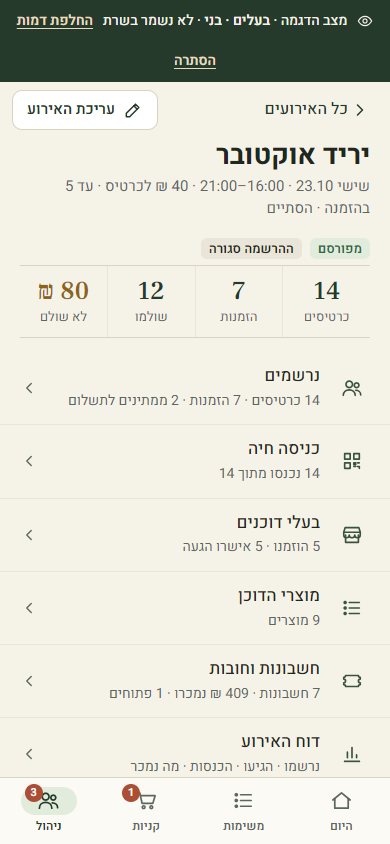 מצב הדגמה · בעלים · בני · לא נשמר בשרת החלפת דמות
הסתרה
כל האירועים
עריכת האירוע
יריד אוקטובר
שישי 23.10 · 16:00–21:00 · 40 ₪ לכרטיס · עד 5
בהזמנה · הסתיים
מפורסם ההרשמה סגורה
14 7 12 80 ₪
כרטיסים הזמנות שולמו לא שולם
נרשמים
14 כרטיסים · 7 הזמנות · 2 ממתינים לתשלום
כניסה חיה
14 נכנסו מתוך 14
בעלי דוכנים
5 הוזמנו · 5 אישרו הגעה
מוצרי הדוכן
9 מוצרים
חשבונות וחובות
7 חשבונות · 409 ₪ נמכרו · 1 פתוחים
דוח האירוע
נרשמו · הגיעו · הכנסות · מה נמכר
1 3
היום משימות קניות ניהול